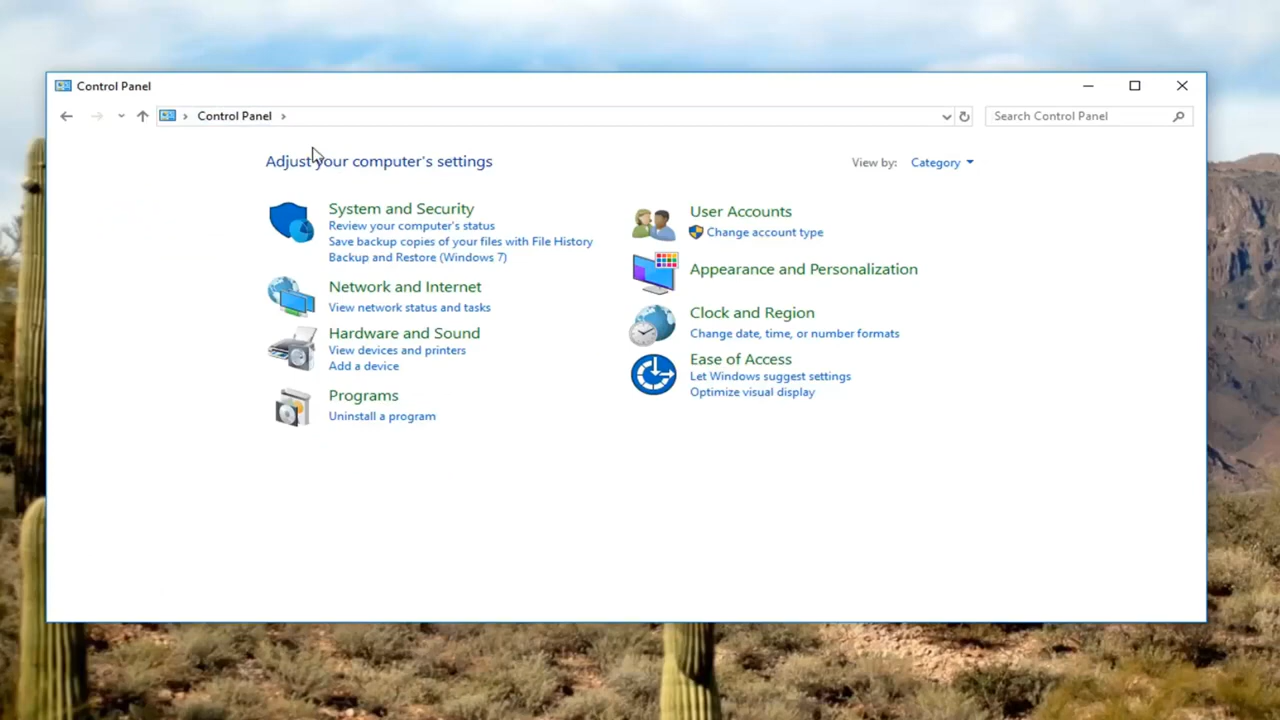 Control Panel
Control Panel
Search Control Panel
Adjust your computer's settings
View by: Category
System and Security
Review your computer's status
Save backup copies of your files with File History
Backup and Restore (Windows 7)
Network and Internet
View network status and tasks
Hardware and Sound
View devices and printers
Add a device
Programs
Uninstall a program
User Accounts
Change account type
Appearance and Personalization
Clock and Region
Change date, time, or number formats
Ease of Access
Let Windows suggest settings
Optimize visual display